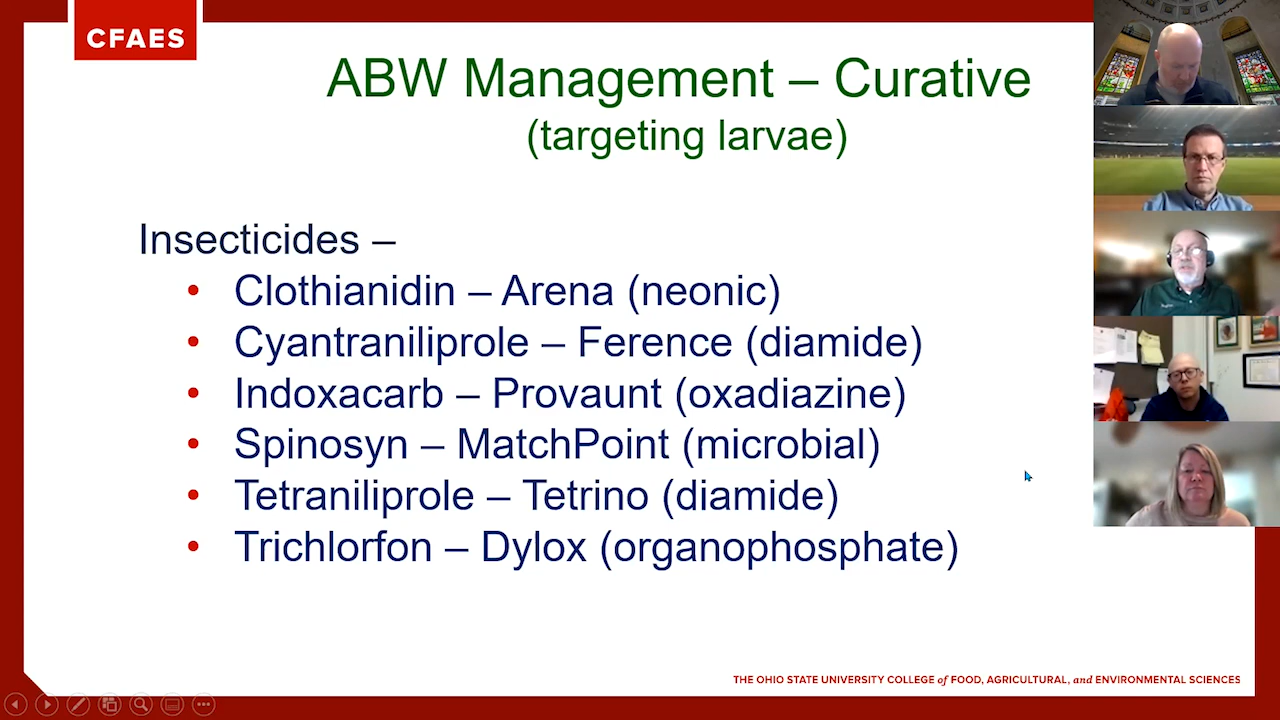 CFAES
ABW Management – Curative
(targeting larvae)
Insecticides –
• Clothianidin – Arena (neonic)
• Cyantraniliprole – Ference (diamide)
• Indoxacarb – Provaunt (oxadiazine)
• Spinosyn – MatchPoint (microbial)
• Tetraniliprole – Tetrino (diamide)
• Trichlorfon – Dylox (organophosphate)
THE OHIO STATE UNIVERSITY COLLEGE of FOOD, AGRICULTURAL, and ENVIRONMENTAL SCIENCES